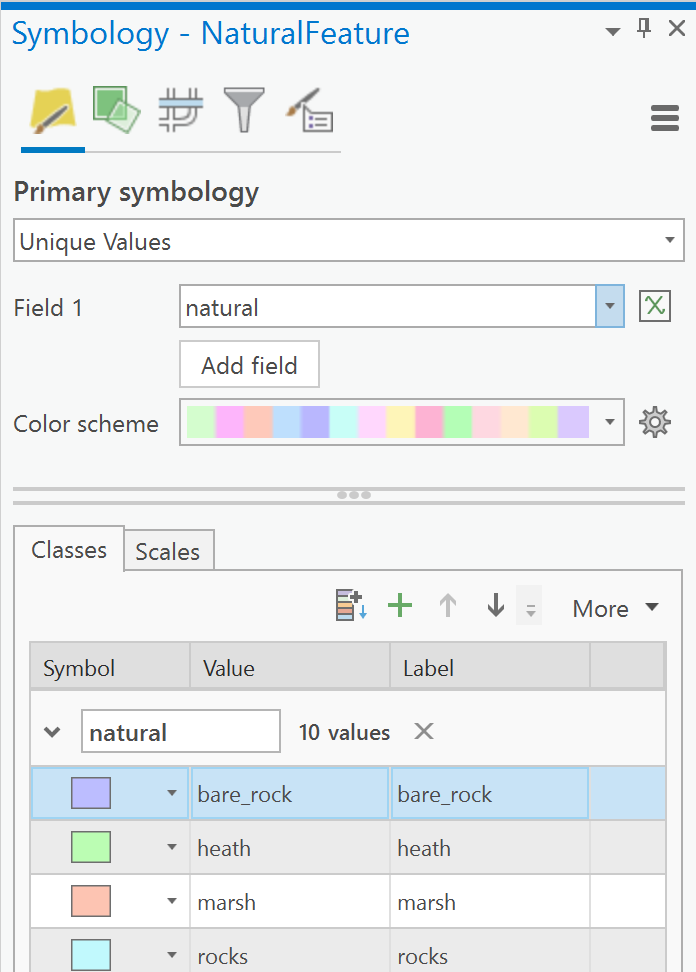 Symbology - NaturalFeature
Primary symbology
Unique Values
Field 1 natural
Add field
Color scheme
Classes Scales
More
Symbol Value Label
natural 10 values
bare_rock bare_rock
heath heath
marsh marsh
rocks rocks